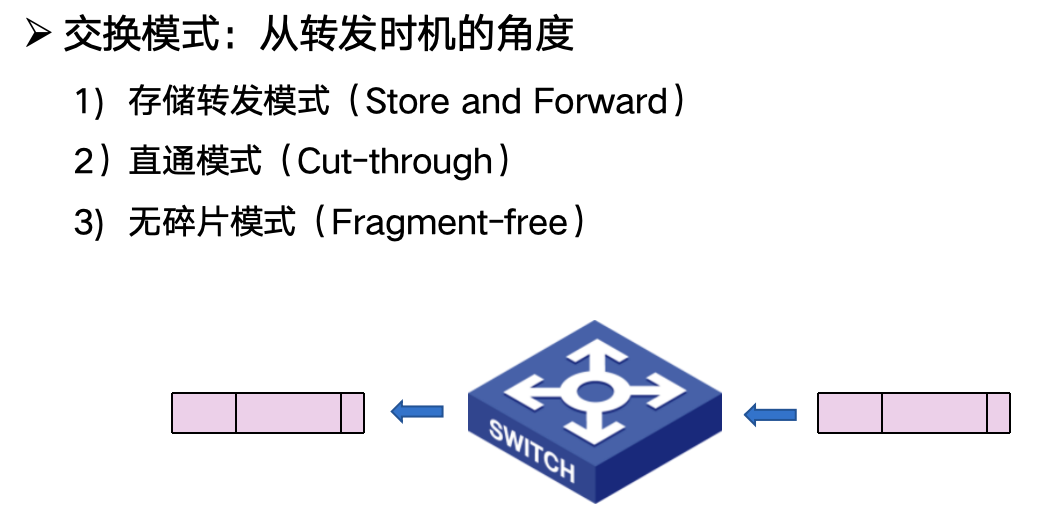 ➢ 交换模式：从转发时机的角度
1） 存储转发模式（Store and Forward）
2）直通模式（Cut-through）
3） 无碎片模式（Fragment-free）
SWITCH